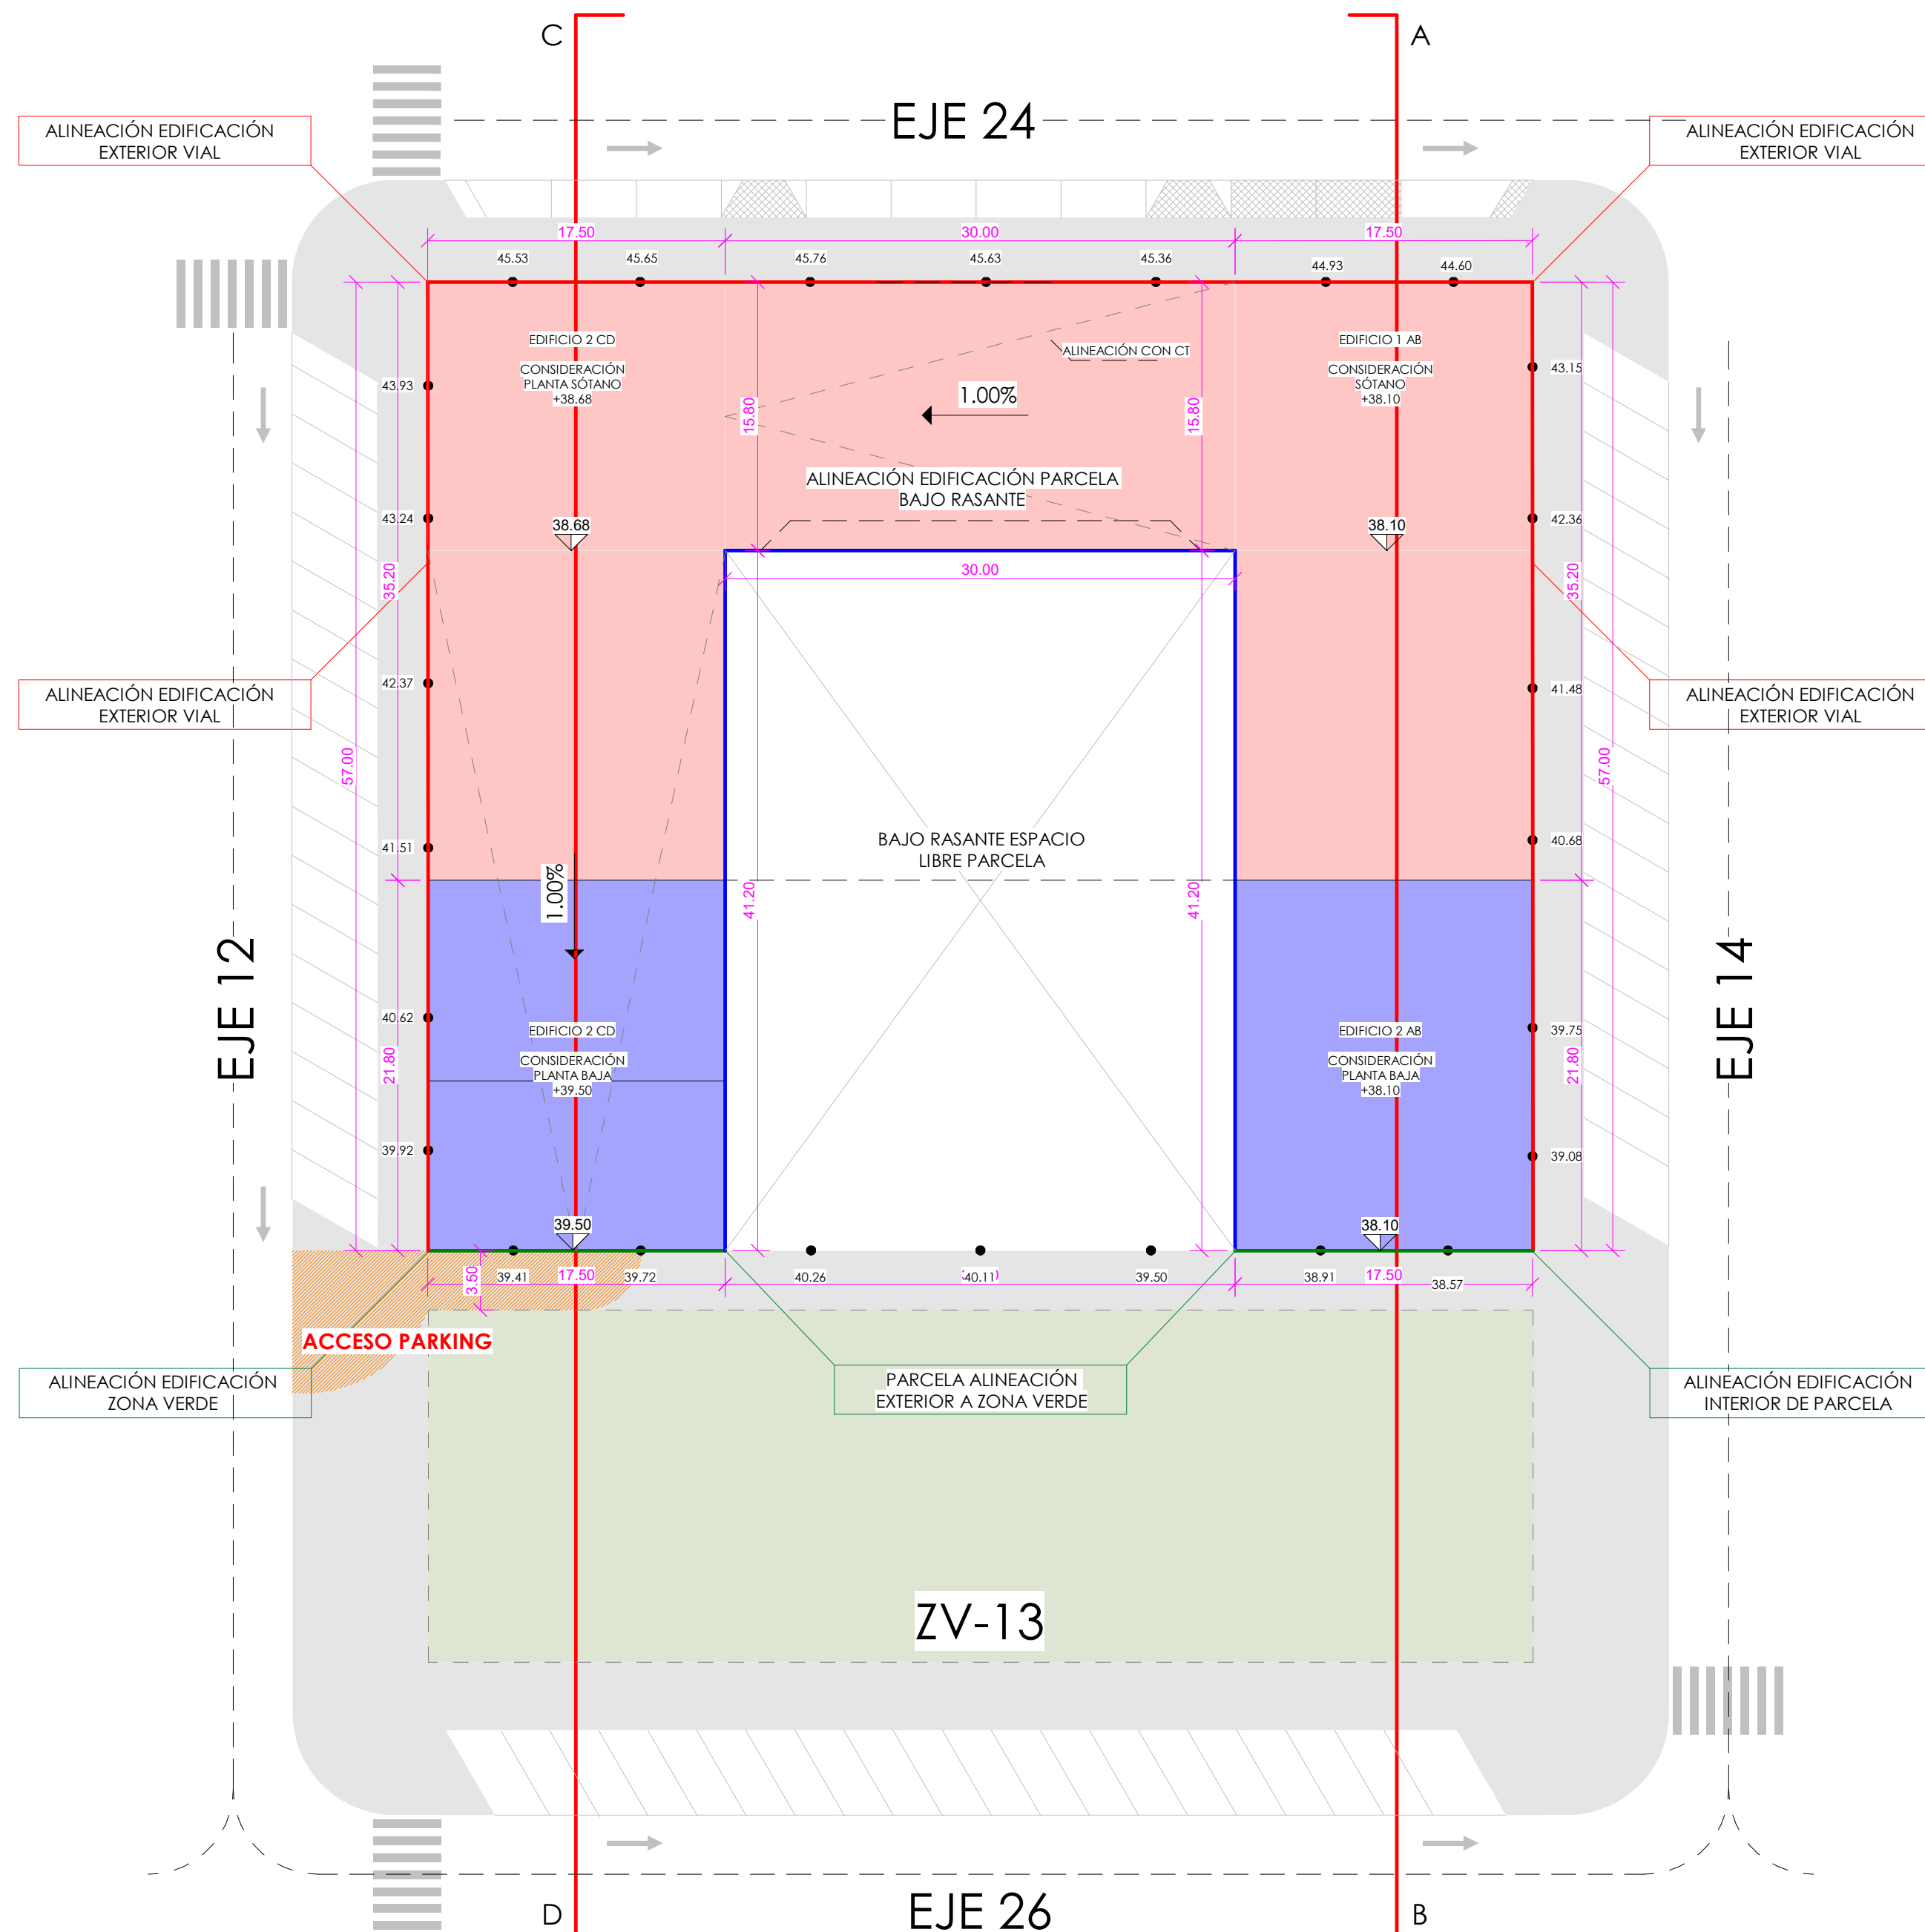 C
A
EJE 24
ALINEACIÓN EDIFICACIÓN
EXTERIOR VIAL
ALINEACIÓN EDIFICACIÓN
EXTERIOR VIAL
17.50
30.00
17.50
45.53
45.65
45.76
45.63
45.36
44.93
44.60
EDIFICIO 2 CD
CONSIDERACIÓN
PLANTA SÓTANO
+38.68
ALINEACIÓN CON CT
EDIFICIO 1 AB
CONSIDERACIÓN
SÓTANO
+38.10
43.93
43.15
1.00%
15.80
15.80
ALINEACIÓN EDIFICACIÓN PARCELA
BAJO RASANTE
43.24
38.68
38.10
42.36
35.20
30.00
35.20
ALINEACIÓN EDIFICACIÓN
EXTERIOR VIAL
42.37
41.48
ALINEACIÓN EDIFICACIÓN
EXTERIOR VIAL
57.00
57.00
41.51
BAJO RASANTE ESPACIO
LIBRE PARCELA
40.68
1.00%
41.20
41.20
EJE 12
EJE 14
40.62
EDIFICIO 2 CD
CONSIDERACIÓN
PLANTA BAJA
+39.50
EDIFICIO 2 AB
CONSIDERACIÓN
PLANTA BAJA
+38.10
39.75
21.80
21.80
39.92
39.08
39.50
38.10
3.50
39.41
17.50
39.72
40.26
40.11
39.50
38.91
17.50
38.57
ACCESO PARKING
ALINEACIÓN EDIFICACIÓN
ZONA VERDE
PARCELA ALINEACIÓN
EXTERIOR A ZONA VERDE
ALINEACIÓN EDIFICACIÓN
INTERIOR DE PARCELA
ZV-13
D
EJE 26
B